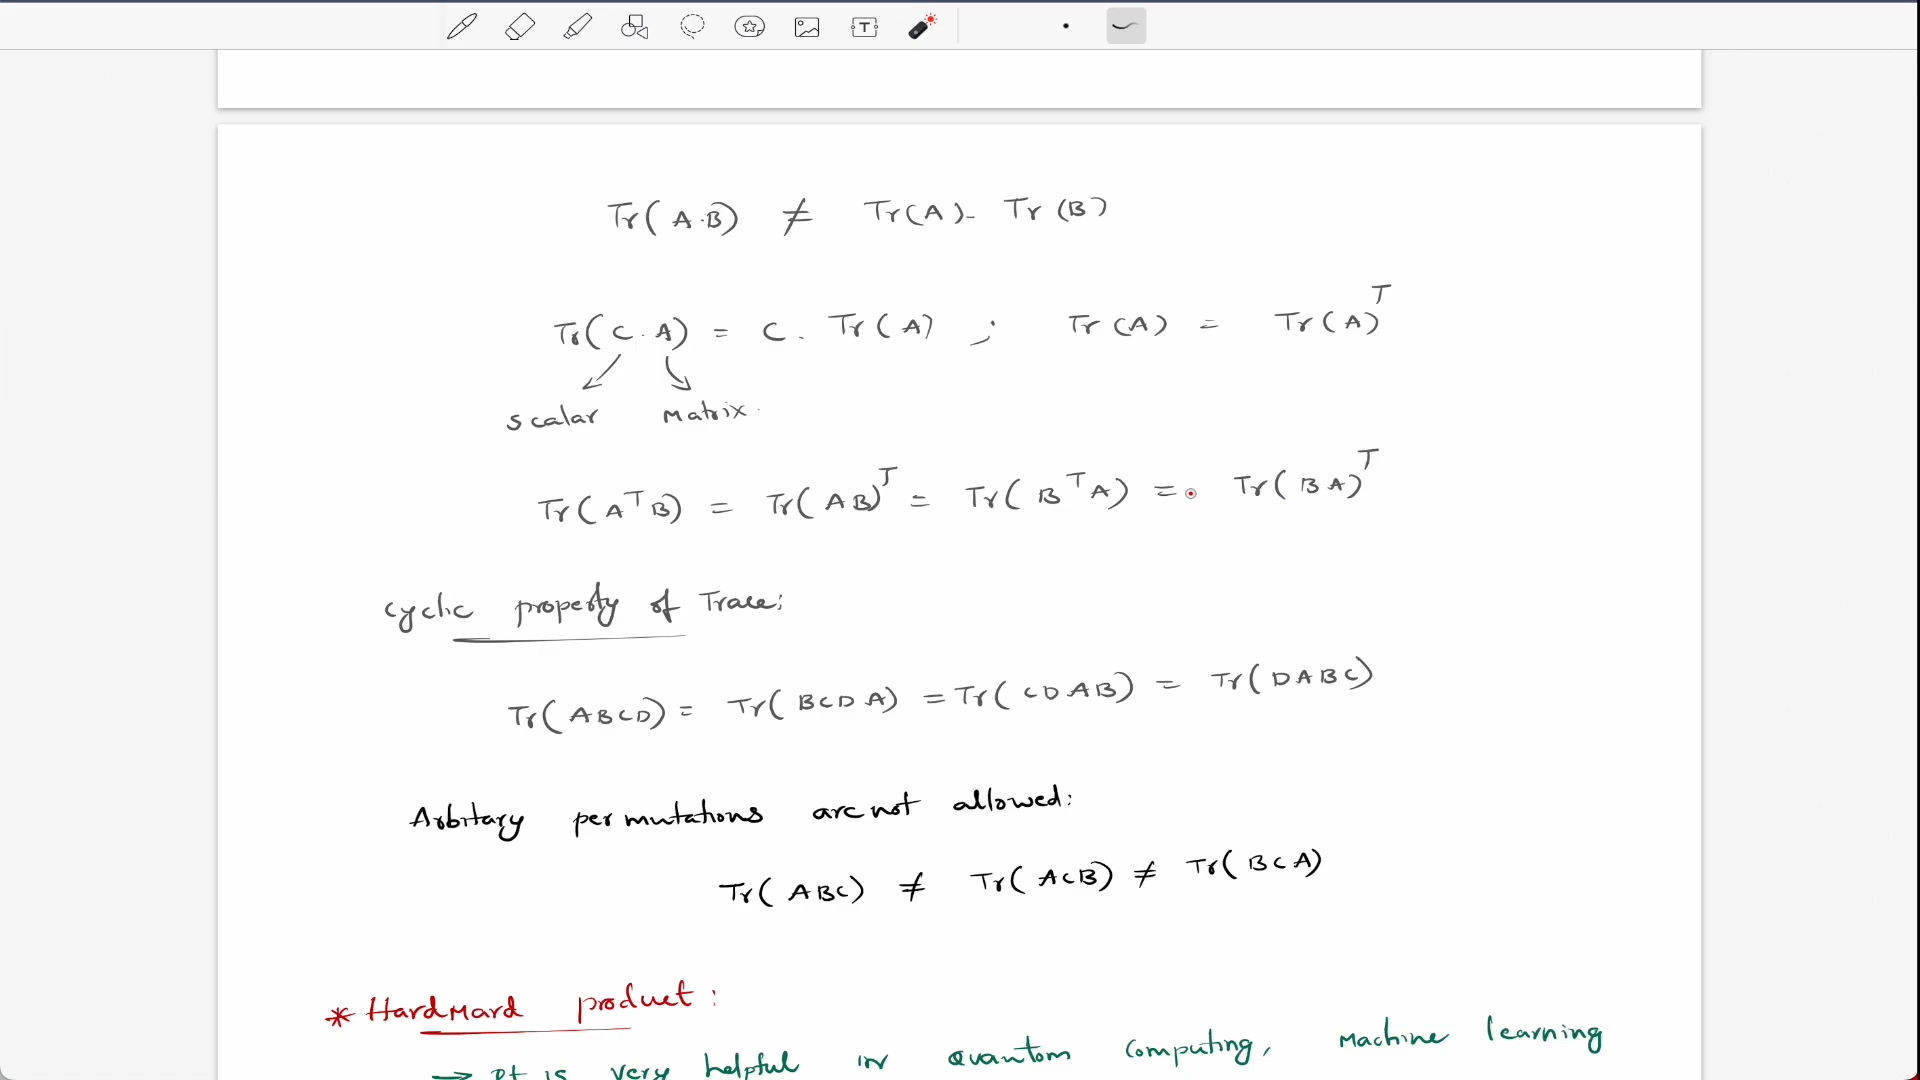 Tr(A.B) ≠ Tr(A). Tr(B)
Tr(C.A) = C. Tr(A) ; Tr(A) = Tr(A)^T
scalar Matrix.
Tr(A^T B) = Tr(AB)^T = Tr(B^T A) = Tr(BA)^T
cyclic property of Trace:
Tr(ABCD) = Tr(BCDA) = Tr(CDAB) = Tr(DABC)
Arbitary permutations are not allowed:
Tr(ABC) ≠ Tr(ACB) ≠ Tr(BCA)
* HardMard product:
→ It is very helpful in Quantom computing, Machine learning